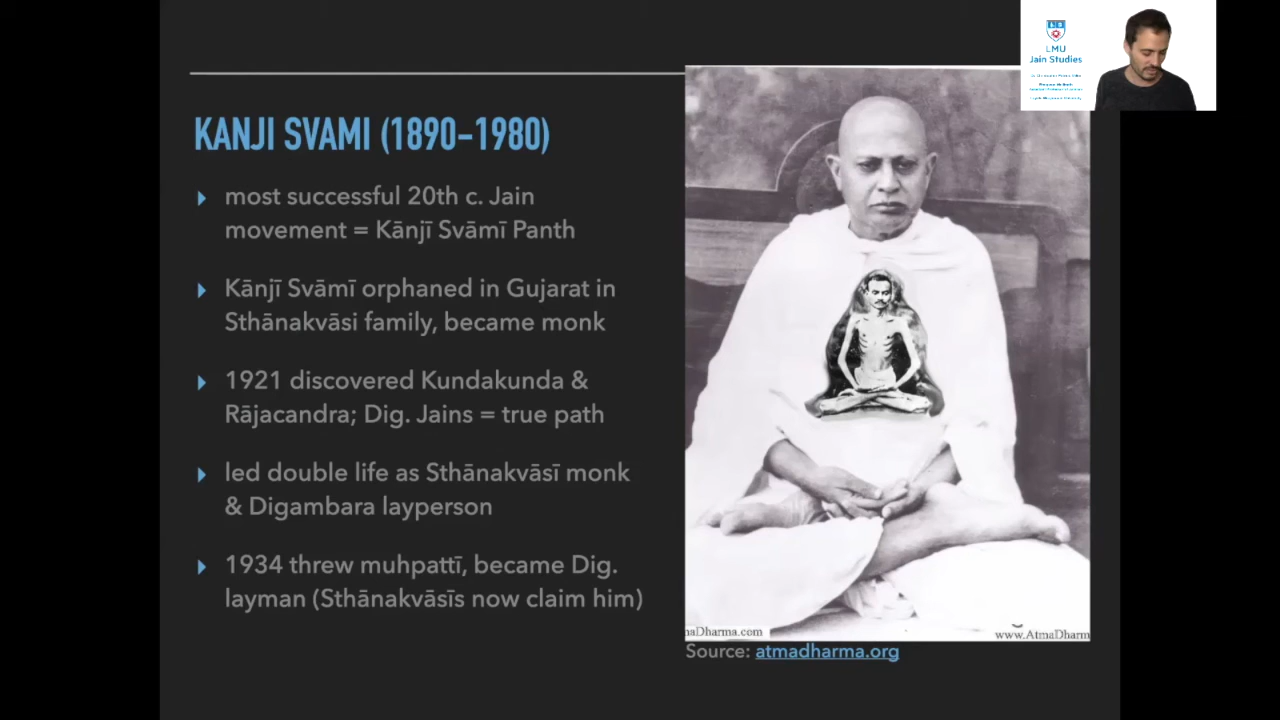 KANJI SVAMI (1890–1980)
most successful 20th c. Jain
movement = Kānjī Svāmī Panth
Kānjī Svāmī orphaned in Gujarat in
Sthānakvāsi family, became monk
1921 discovered Kundakunda &
Rājacandra; Dig. Jains = true path
led double life as Sthānakvāsī monk
& Digambara layperson
1934 threw muhpattī, became Dig.
layman (Sthānakvāsīs now claim him)
naDharma.com
www.AtmaDharm
Source: atmadharma.org
LMU
Jain Studies